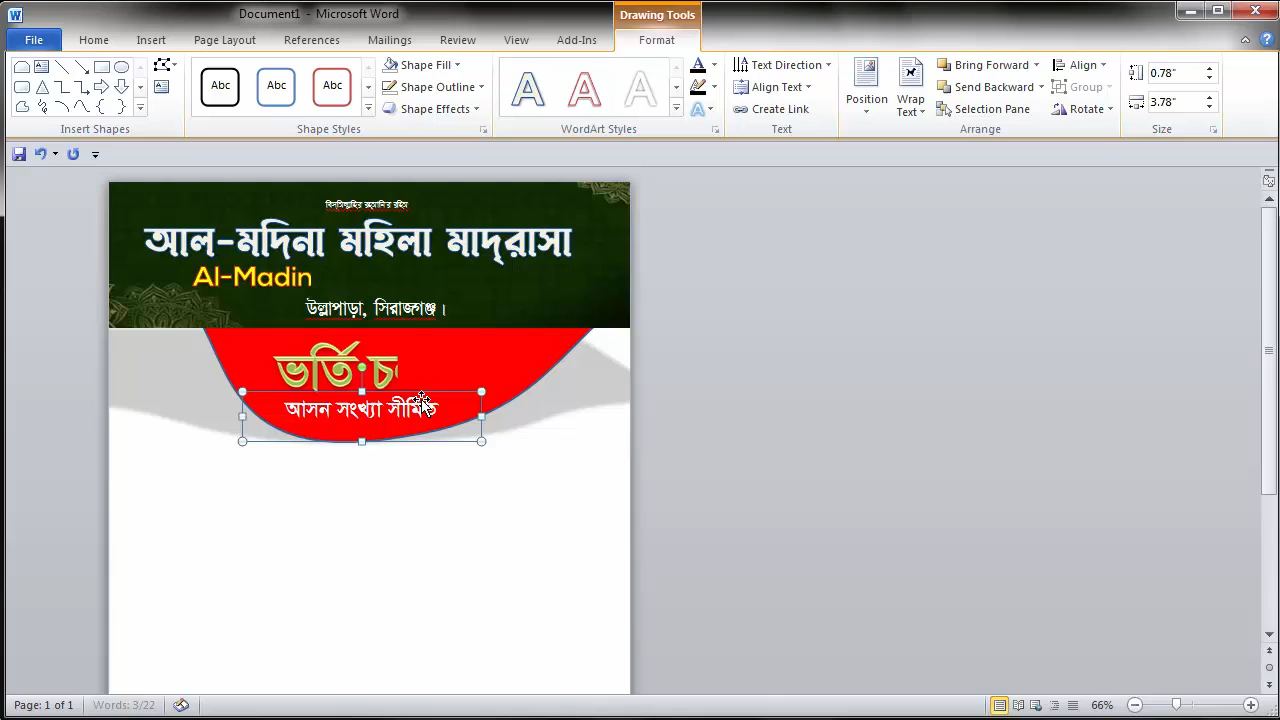 Document1 - Microsoft Word
Drawing Tools
File Home Insert Page Layout References Mailings Review View Add-Ins Format
Abc Abc Abc
Shape Fill
Shape Outline
Shape Effects
A A A
A
A
Text Direction
Align Text
Create Link
Position
Wrap Text
Bring Forward
Send Backward
Selection Pane
Align
Group
Rotate
0.78"
3.78"
Insert Shapes Shape Styles WordArt Styles Text Arrange Size
আল-মদিনা মহিলা মাদ্‌রাসা
Al-Madin
উল্লাপাড়া, সিরাজগঞ্জ।
ভর্তি
আসন সংখ্যা সীমিত
Page: 1 of 1 Words: 3/22 66%